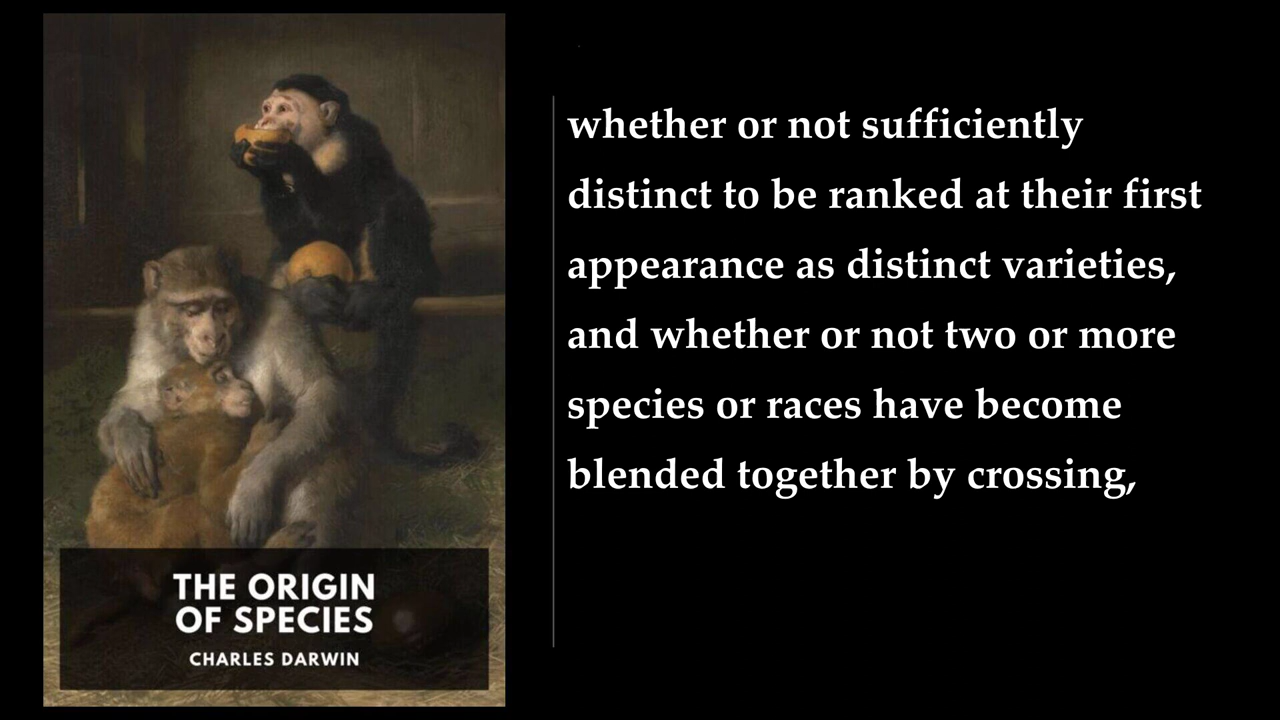 whether or not sufficiently
distinct to be ranked at their first
appearance as distinct varieties,
and whether or not two or more
species or races have become
blended together by crossing,
THE ORIGIN
OF SPECIES
CHARLES DARWIN